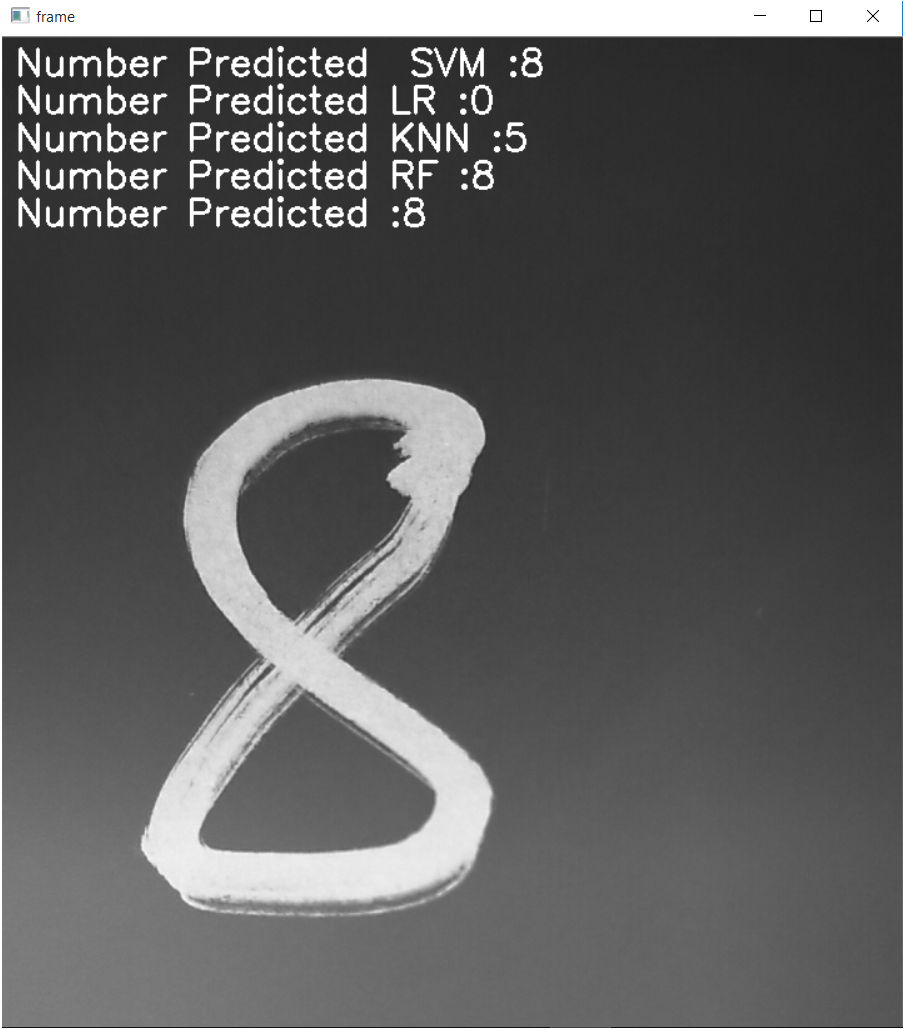 frame
Number Predicted  SVM :8
Number Predicted LR :0
Number Predicted KNN :5
Number Predicted RF :8
Number Predicted :8
8